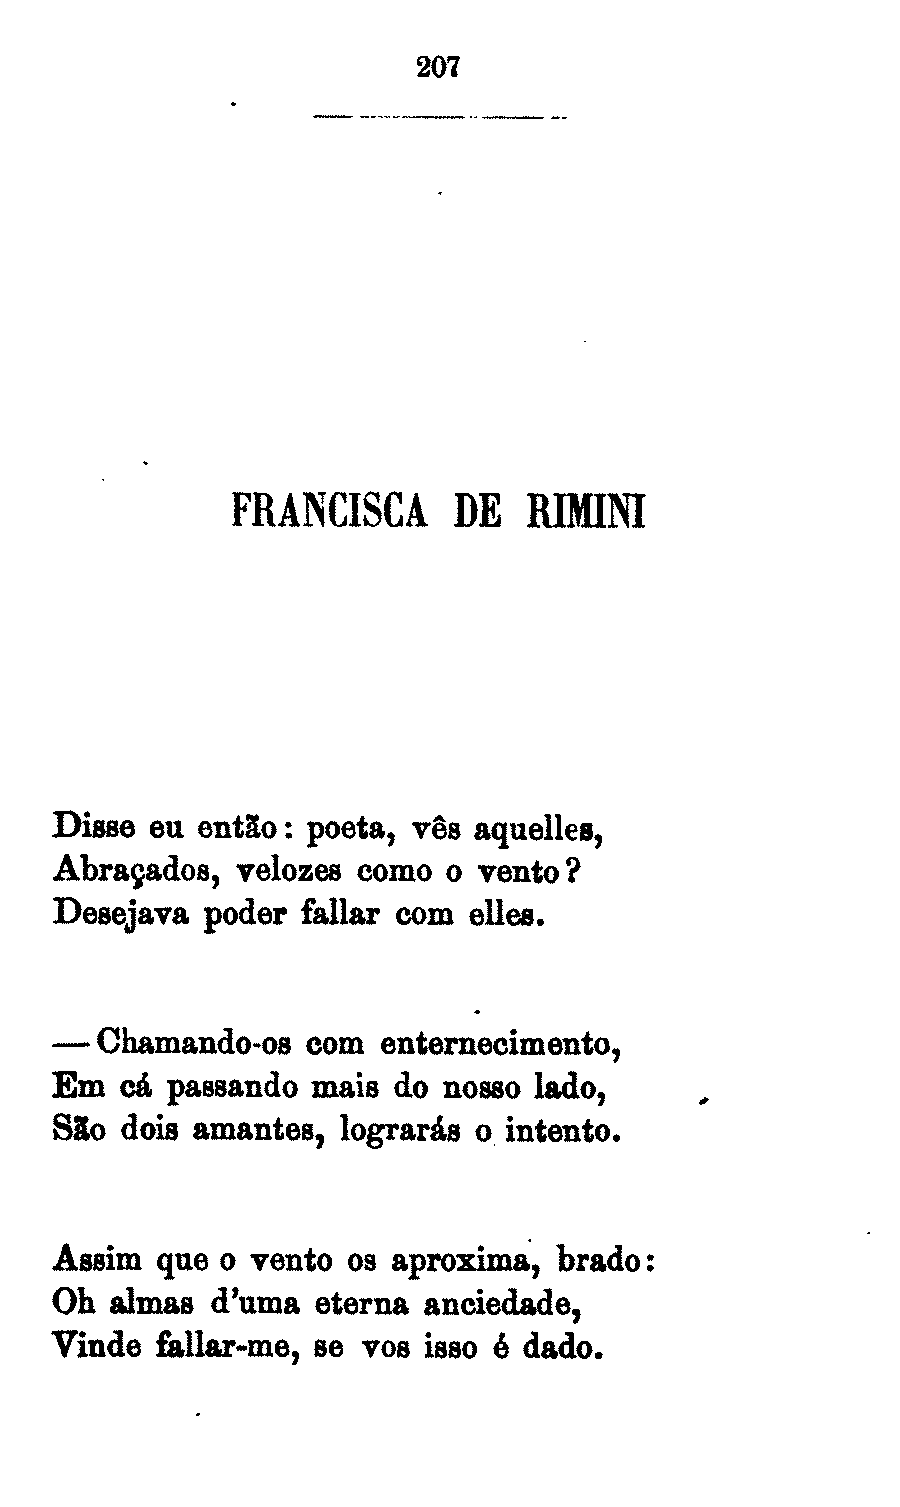 207
FRANCISCA DE RIMINI
Disse eu então: poeta, vês aquelles,
Abraçados, velozes como o vento?
Desejava poder fallar com elles.
— Chamando-os com enternecimento,
Em cá passando mais do nosso lado,
São dois amantes, lograrás o intento.
Assim que o vento os aproxima, brado:
Oh almas d'uma eterna anciedade,
Vinde fallar-me, se vos isso é dado.